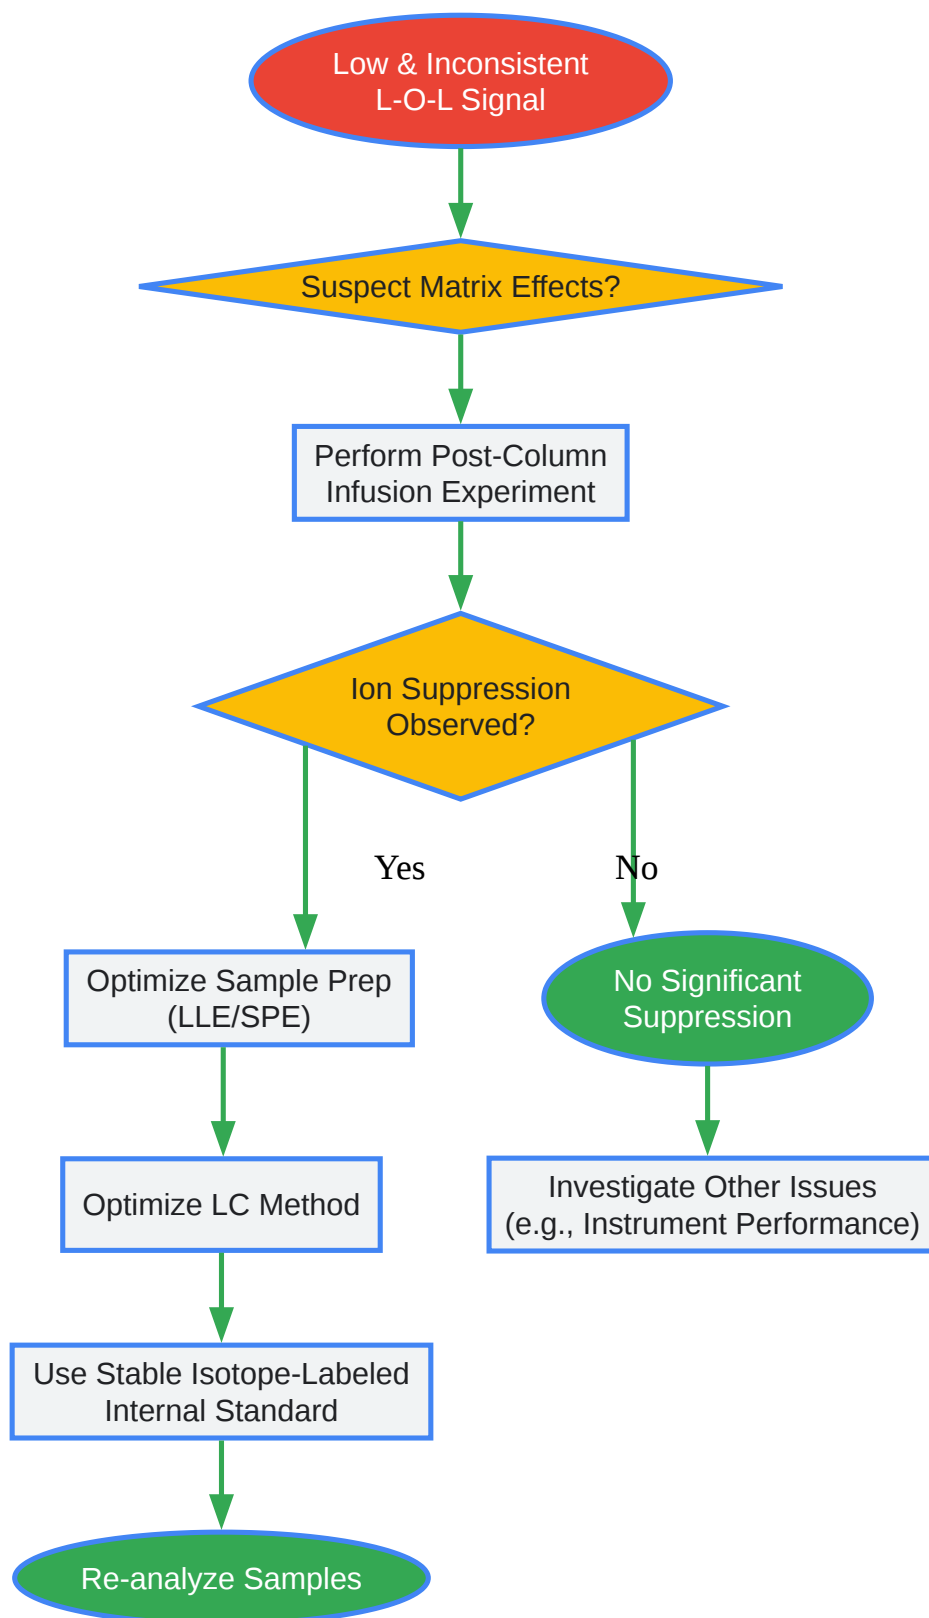 Low & Inconsistent
L-O-L Signal
Suspect Matrix Effects?
Perform Post-Column
Infusion Experiment
Ion Suppression
Observed?
Yes
No
Optimize Sample Prep
(LLE/SPE)
No Significant
Suppression
Optimize LC Method
Investigate Other Issues
(e.g., Instrument Performance)
Use Stable Isotope-Labeled
Internal Standard
Re-analyze Samples